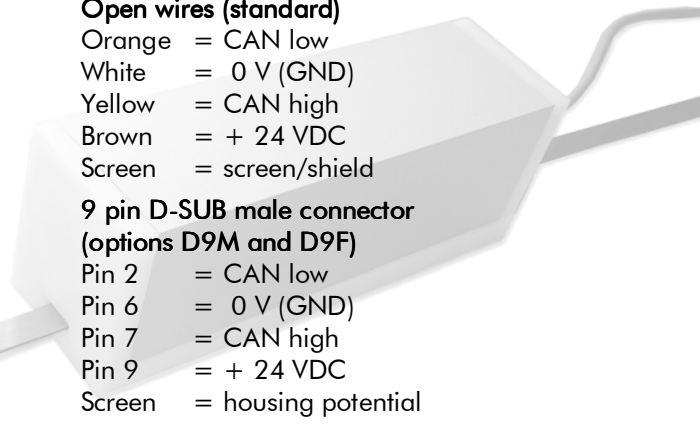 Open wires (standard)
Orange = CAN low
White = 0 V (GND)
Yellow = CAN high
Brown = + 24 VDC
Screen = screen/shield
9 pin D-SUB male connector
(options D9M and D9F)
Pin 2 = CAN low
Pin 6 = 0 V (GND)
Pin 7 = CAN high
Pin 9 = + 24 VDC
Screen = housing potential